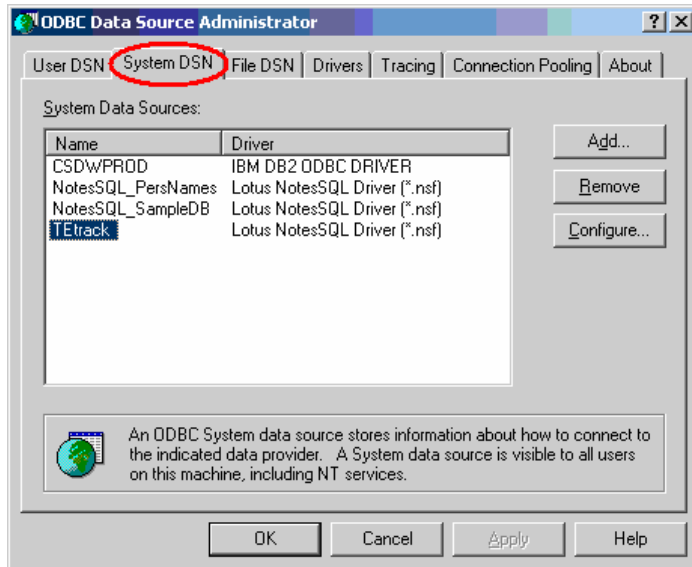 ODBC Data Source Administrator
User DSN System DSN File DSN Drivers Tracing Connection Pooling About
System Data Sources:
Name Driver
CSDWPROD IBM DB2 ODBC DRIVER
NotesSQL_PersNames Lotus NotesSQL Driver (*.nsf)
NotesSQL_SampleDB Lotus NotesSQL Driver (*.nsf)
TEtrack Lotus NotesSQL Driver (*.nsf)
Add...
Remove
Configure...
An ODBC System data source stores information about how to connect to
the indicated data provider. A System data source is visible to all users
on this machine, including NT services.
OK Cancel Apply Help